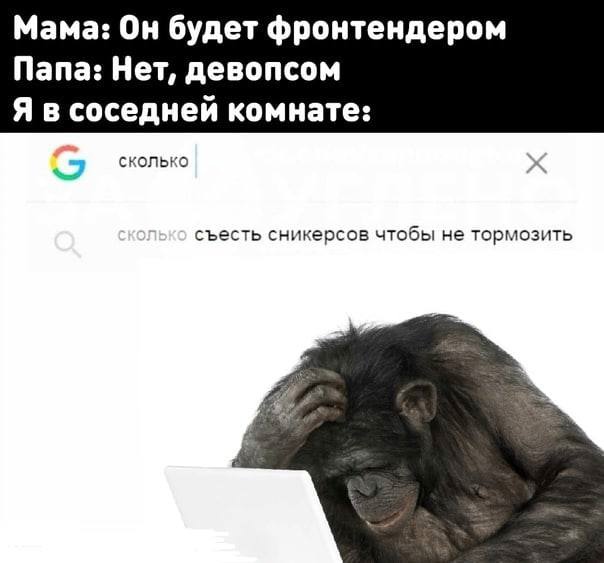 Мама: Он будет фронтендером
Папа: Нет, девопсом
Я в соседней комнате:
сколько
сколько съесть сникерсов чтобы не тормозить